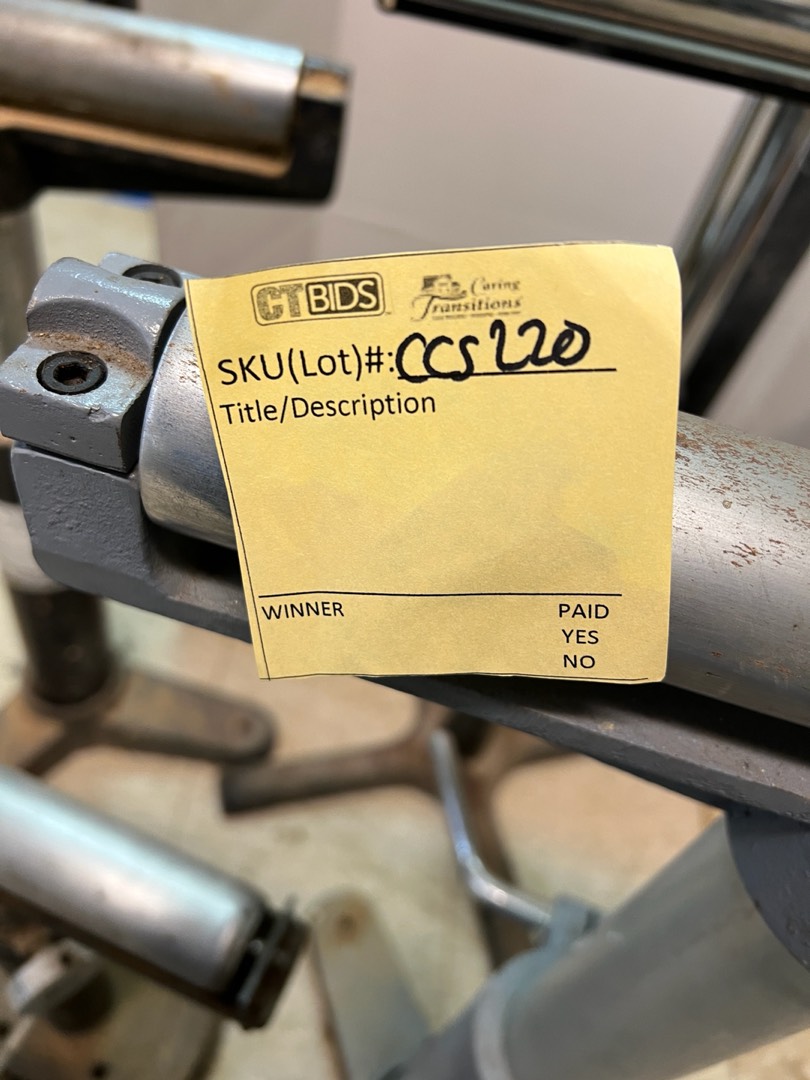 CTBIDS
Caring
Transitions
SKU(Lot)#: CCS220
Title/Description
WINNER PAID
YES
NO